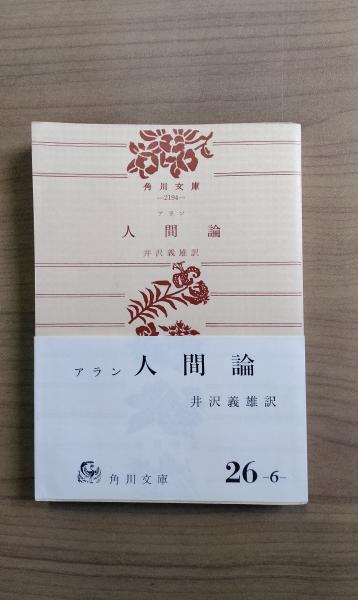 角川文庫
—2194—
アラン
人間論
井沢義雄訳
アラン 人間論
井沢義雄訳
角川文庫 26 -6-